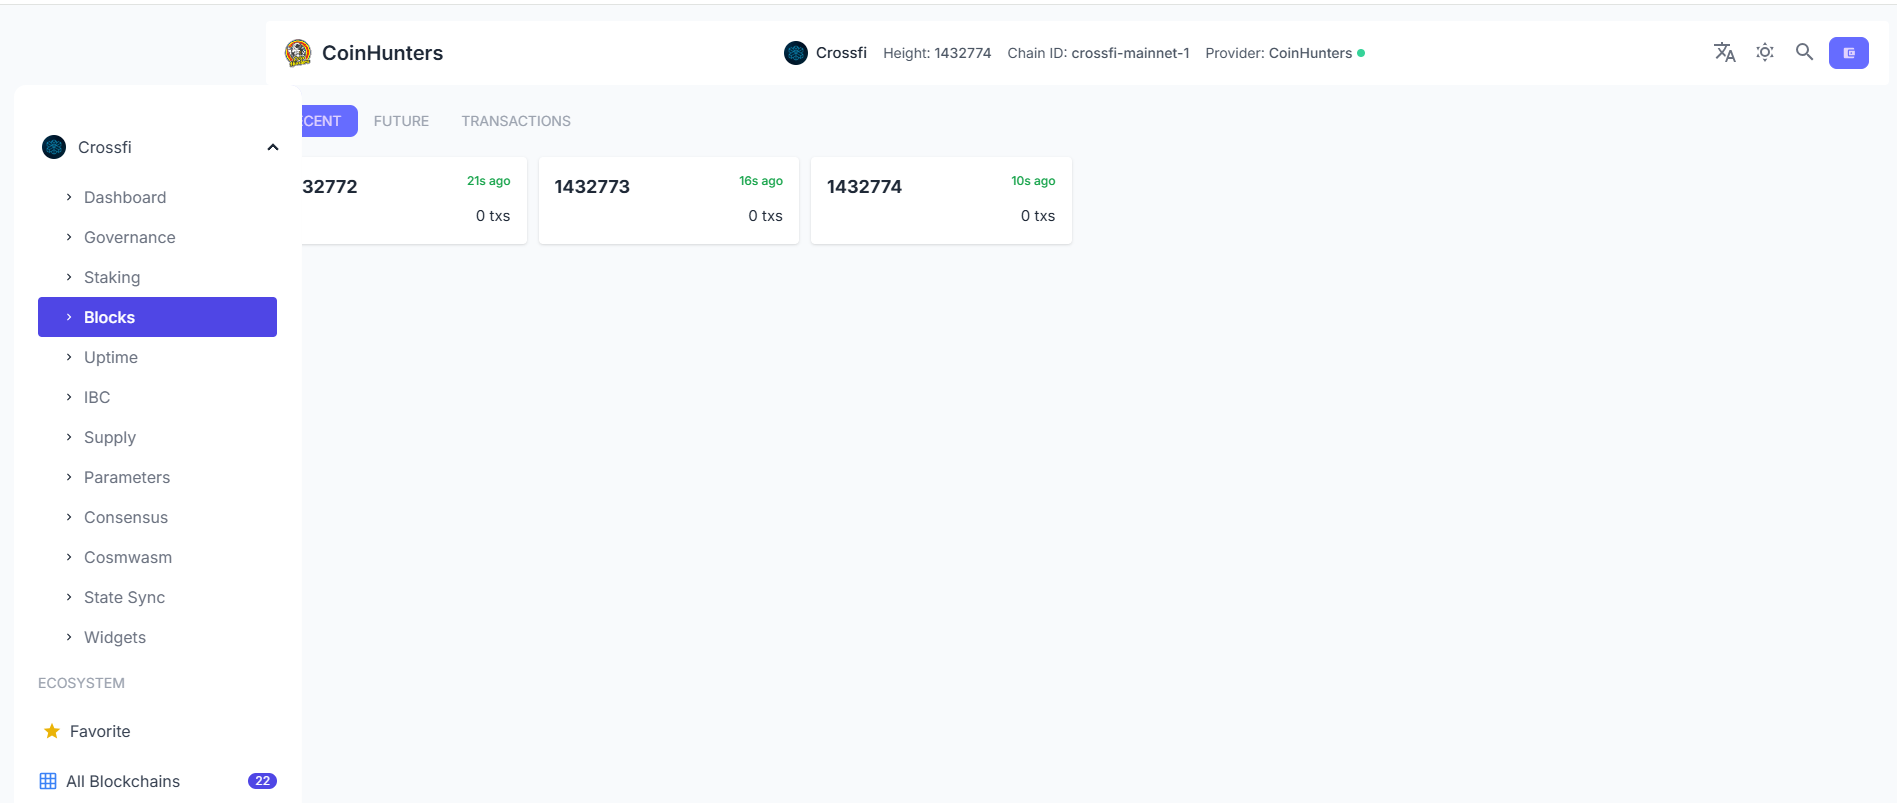 CoinHunters
Crossfi Height: 1432774 Chain ID: crossfi-mainnet-1 Provider: CoinHunters
Crossfi
Dashboard
Governance
Staking
Blocks
Uptime
IBC
Supply
Parameters
Consensus
Cosmwasm
State Sync
Widgets
ECOSYSTEM
Favorite
All Blockchains 22
CENT FUTURE TRANSACTIONS
32772 21s ago
0 txs
1432773 16s ago
0 txs
1432774 10s ago
0 txs